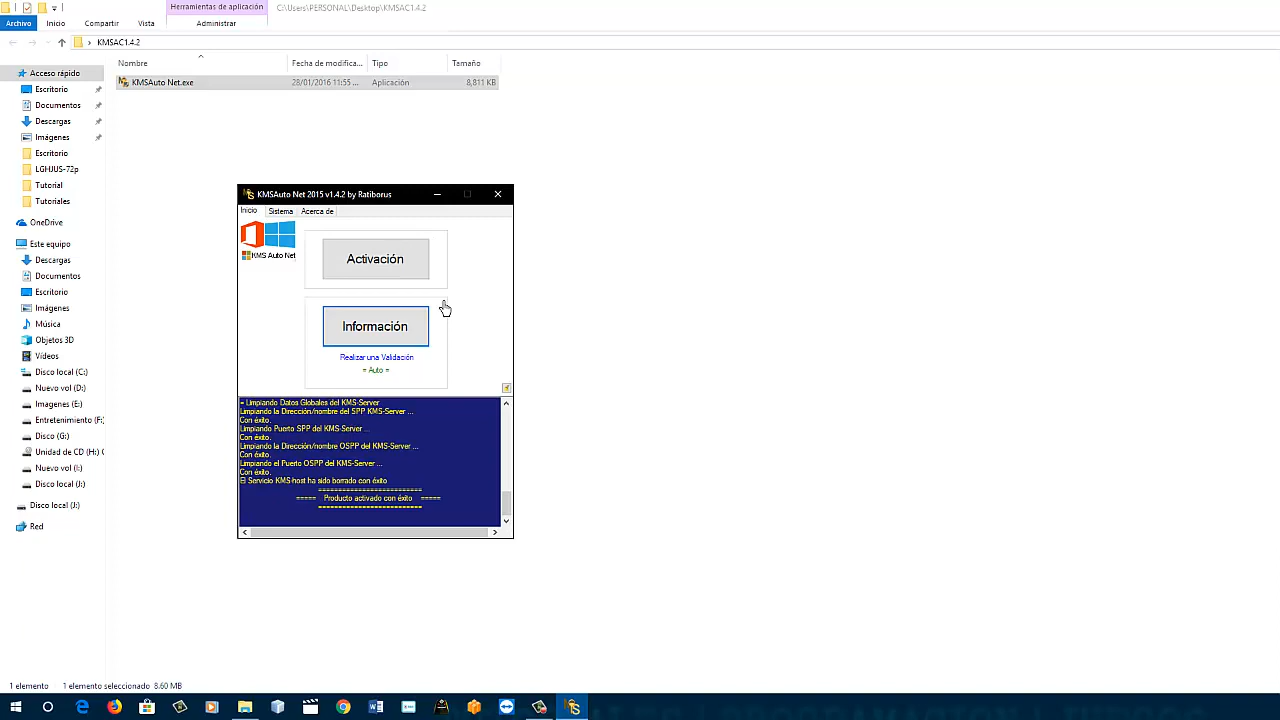 Herramientas de aplicación
C:\Users\PERSONAL\Desktop\KMSAC1.4.2
Archivo
Inicio
Compartir
Vista
Administrar
KMSAC1.4.2
Nombre
Fecha de modifica...
Tipo
Tamaño
KMSAuto Net.exe
28/01/2016 11:55 ...
Aplicación
8,811 KB
Acceso rápido
Escritorio
Documentos
Descargas
Imágenes
Escritorio
LGHJUS-72p
Tutorial
Tutoriales
OneDrive
Este equipo
Descargas
Documentos
Escritorio
Imágenes
Música
Objetos 3D
Vídeos
Disco local (C:)
Nuevo vol (D:)
Imagenes (E:)
Entretenimiento (F:
Disco (G:)
Unidad de CD (H:) C
Nuevo vol (I:)
Disco local (J:)
Disco local (J:)
Red
KMSAuto Net 2015 v1.4.2 by Ratiborus
Inicio
Sistema
Acerca de
KMS Auto Net
Activación
Información
Realizar una Validación
= Auto =
Limpiando Datos Globales del KMS-Server
Limpiando la Dirección/nombre del SPP KMS-Server ...
Con éxito.
Limpiando Puerto SPP del KMS-Server ...
Con éxito.
Limpiando la Dirección/nombre OSPP del KMS-Server ...
Con éxito.
Limpiando el Puerto OSPP del KMS-Server ...
Con éxito.
El Servicio KMS-host ha sido borrado con éxito
===== Producto activado con éxito =====
1 elemento
1 elemento seleccionado 8.60 MB